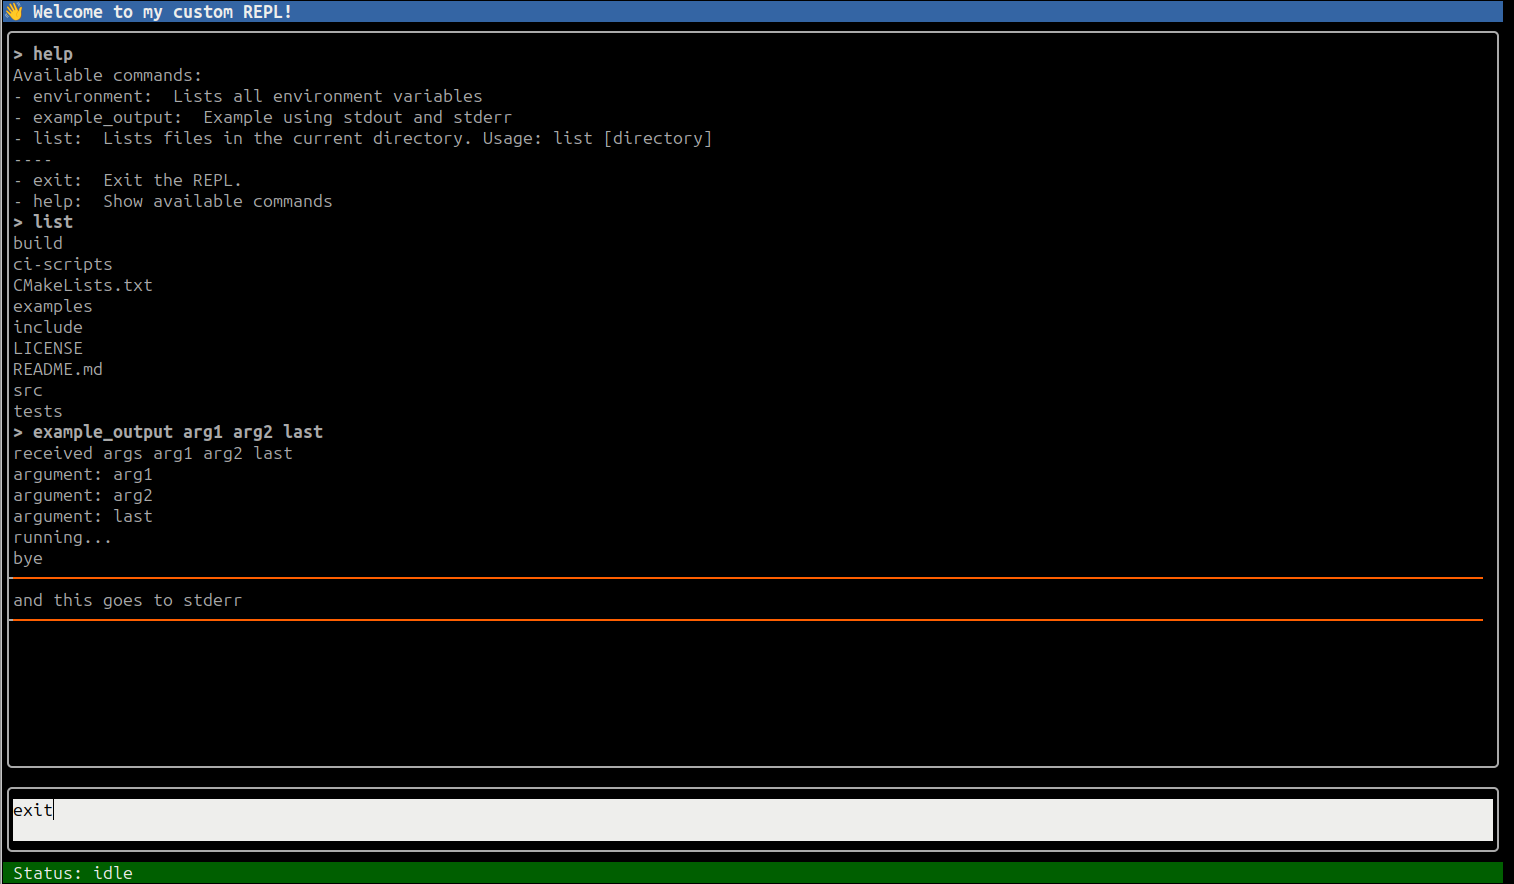 👋 Welcome to my custom REPL!
> help
Available commands:
- environment:  Lists all environment variables
- example_output:  Example using stdout and stderr
- list:  Lists files in the current directory. Usage: list [directory]
----
- exit:  Exit the REPL.
- help:  Show available commands
> list
build
ci-scripts
CMakeLists.txt
examples
include
LICENSE
README.md
src
tests
> example_output arg1 arg2 last
received args arg1 arg2 last
argument: arg1
argument: arg2
argument: last
running...
bye
and this goes to stderr
exit
Status: idle